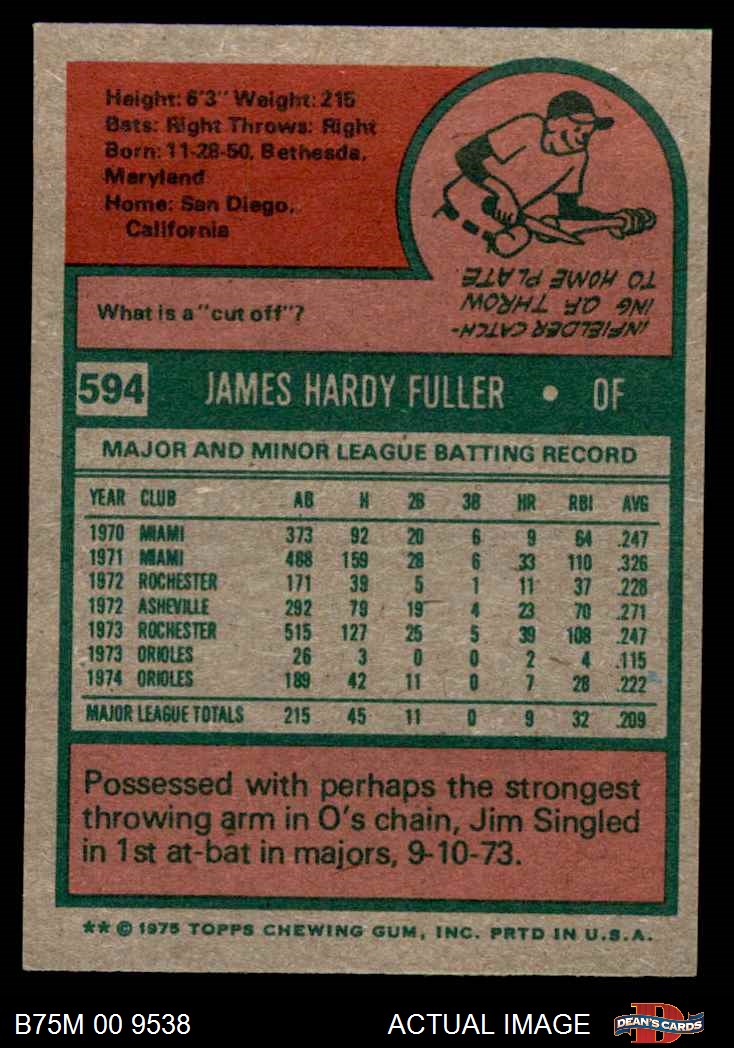 Height: 6'3" Weight: 215
Bats: Right Throws: Right
Born: 11-28-50, Bethesda,
Maryland
Home: San Diego,
California
What is a "cut off"?
INFIELDER CATCH-
ING OF THROW
TO HOME PLATE.
594 JAMES HARDY FULLER • OF
MAJOR AND MINOR LEAGUE BATTING RECORD
YEAR CLUB AB H 2B 3B HR RBI AVG
1970 MIAMI 373 92 20 6 9 64 .247
1971 MIAMI 488 159 28 6 33 110 .326
1972 ROCHESTER 171 39 5 1 11 37 .228
1972 ASHEVILLE 292 79 19 4 23 70 .271
1973 ROCHESTER 515 127 25 5 39 108 .247
1973 ORIOLES 26 3 0 0 2 4 .115
1974 ORIOLES 189 42 11 0 7 28 .222
MAJOR LEAGUE TOTALS 215 45 11 0 9 32 .209
Possessed with perhaps the strongest
throwing arm in O's chain, Jim Singled
in 1st at-bat in majors, 9-10-73.
** © 1975 TOPPS CHEWING GUM, INC. PRTD IN U.S.A.
B75M 00 9538 ACTUAL IMAGE D DEAN'S CARDS